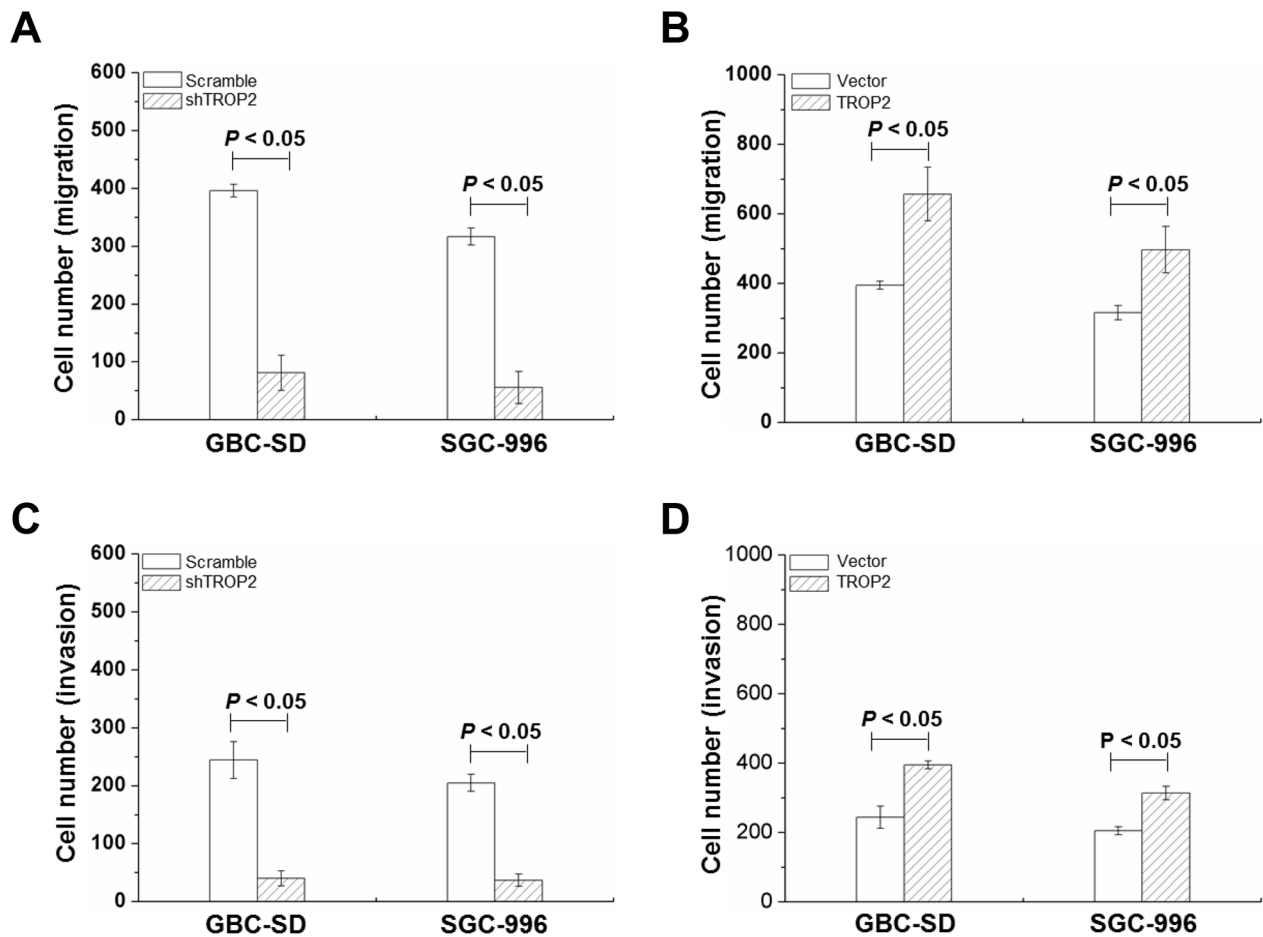 A
Cell number (migration)
600
500
400
300
200
100
0
Scramble
shTROP2
P < 0.05
P < 0.05
GBC-SD
SGC-996
B
Cell number (migration)
1000
800
600
400
200
0
Vector
TROP2
P < 0.05
P < 0.05
GBC-SD
SGC-996
C
Cell number (invasion)
600
500
400
300
200
100
0
Scramble
shTROP2
P < 0.05
P < 0.05
GBC-SD
SGC-996
D
Cell number (invasion)
1000
800
600
400
200
0
Vector
TROP2
P < 0.05
P < 0.05
GBC-SD
SGC-996